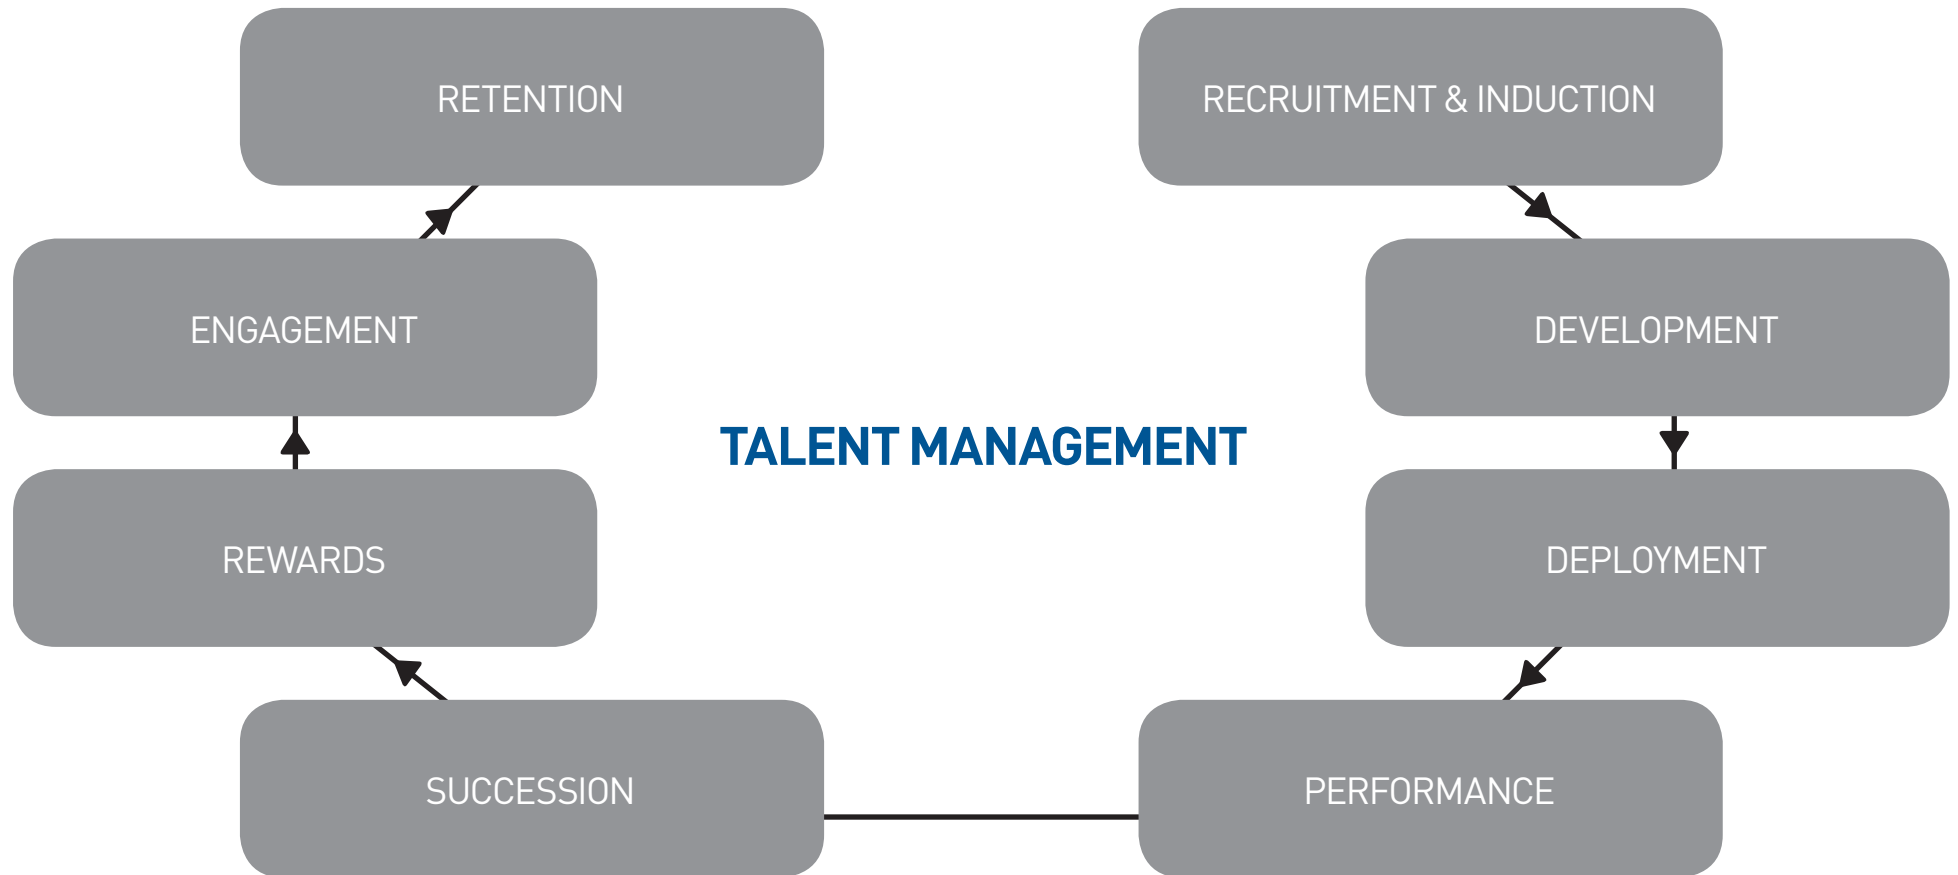 RETENTION
RECRUITMENT & INDUCTION
ENGAGEMENT
DEVELOPMENT
TALENT MANAGEMENT
REWARDS
DEPLOYMENT
SUCCESSION
PERFORMANCE